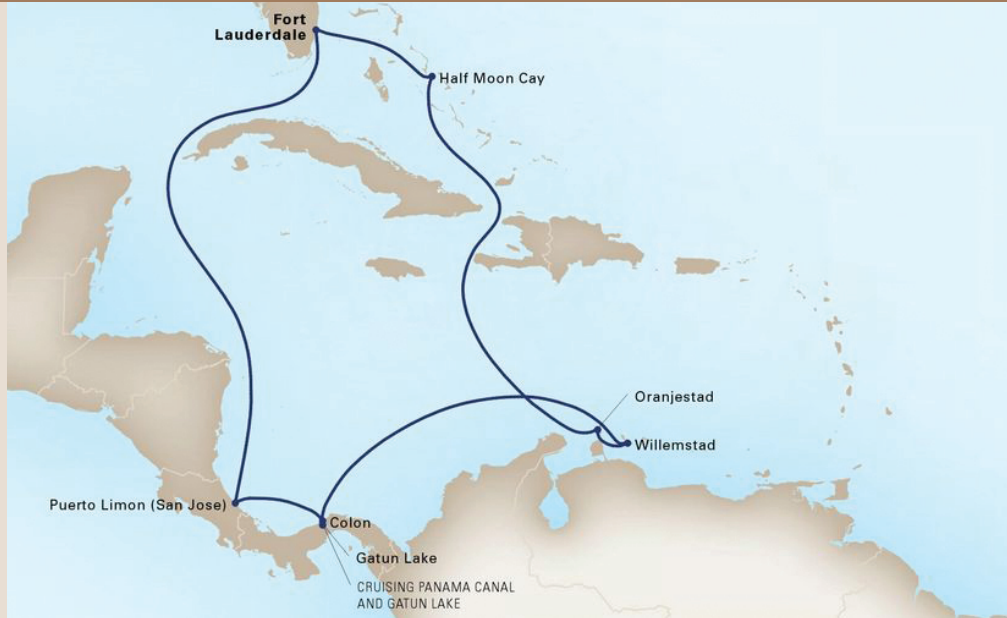 Fort
Lauderdale
Half Moon Cay
Oranjestad
Willemstad
Puerto Limon (San Jose)
Colon
Gatun Lake
CRUISING PANAMA CANAL
AND GATUN LAKE